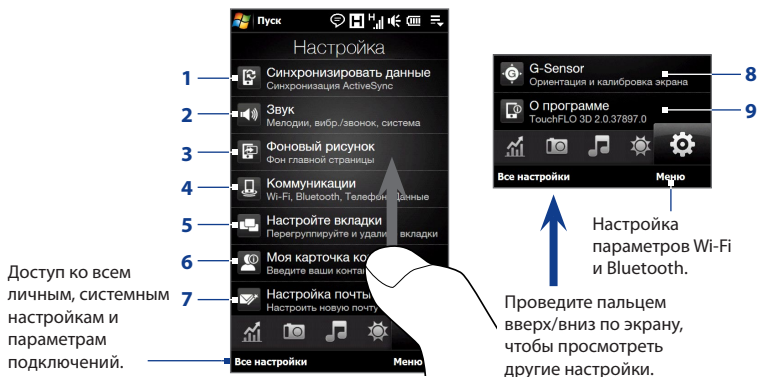 Пуск
H
H
Настройка
1
Синхронизировать данные
Синхронизация ActiveSync
2
Звук
Мелодии, вибр./звонок, система
3
Фоновый рисунок
Фон главной страницы
4
Коммуникации
Wi-Fi, Bluetooth, Телефон, Данные
5
Настройте вкладки
Перегруппируйте и удалите вкладки
6
Моя карточка ко
Введите ваши конта
7
Настройка почты
Настроить новую почту
Все настройки
Меню
Доступ ко всем
личным, системным
настройкам и
параметрам
подключений.
G-Sensor
Ориентация и калибровка экрана
8
О программе
TouchFLO 3D 2.0.37897.0
9
Все настройки
Меню
Настройка
параметров Wi-Fi
и Bluetooth.
Проведите пальцем
вверх/вниз по экрану,
чтобы просмотреть
другие настройки.